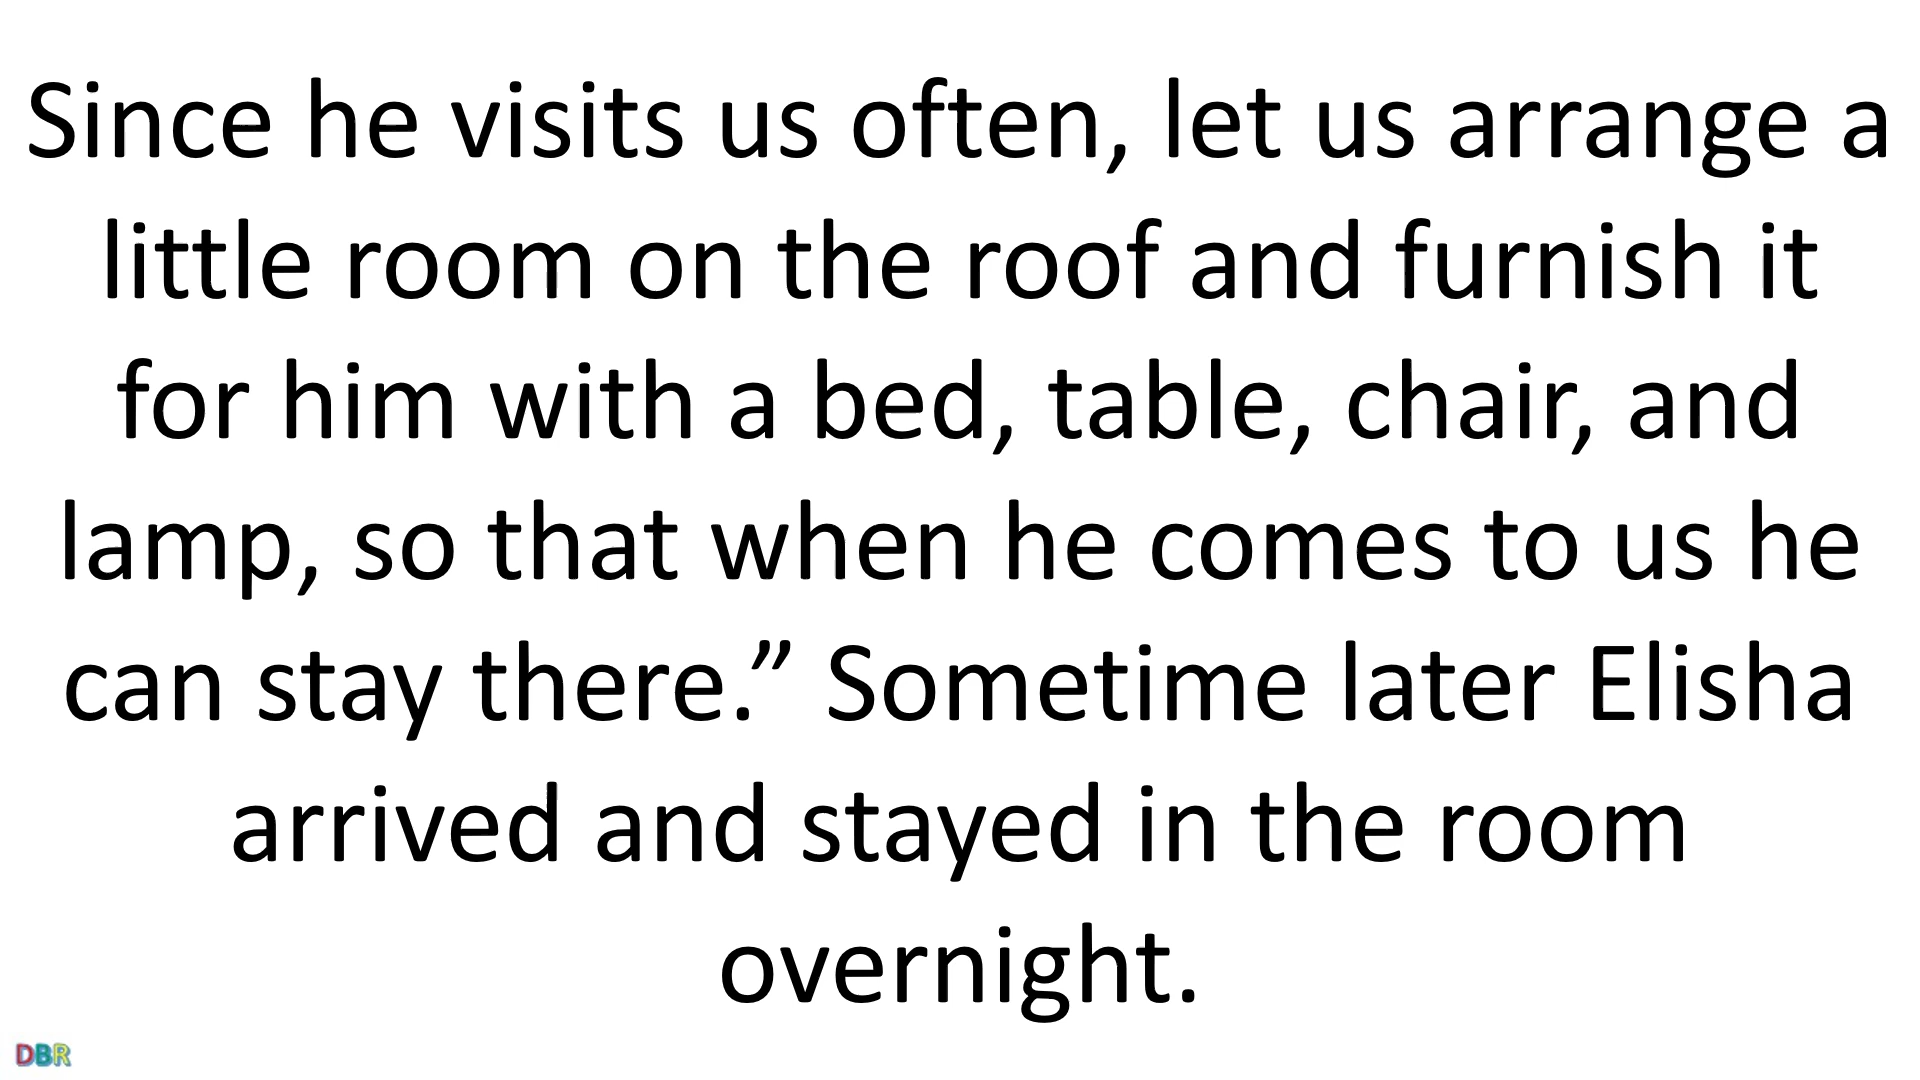 Since he visits us often, let us arrange a
little room on the roof and furnish it
for him with a bed, table, chair, and
lamp, so that when he comes to us he
can stay there.” Sometime later Elisha
arrived and stayed in the room
overnight.
DBR